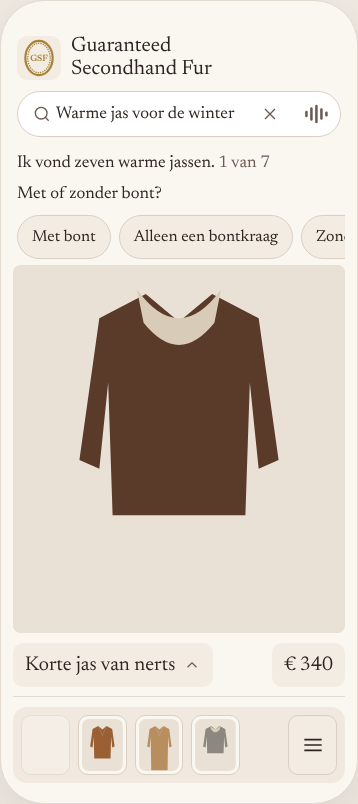 GSF
Guaranteed
Secondhand Fur
Warme jas voor de winter
Ik vond zeven warme jassen. 1 van 7
Met of zonder bont?
Met bont
Alleen een bontkraag
Korte jas van nerts
€ 340